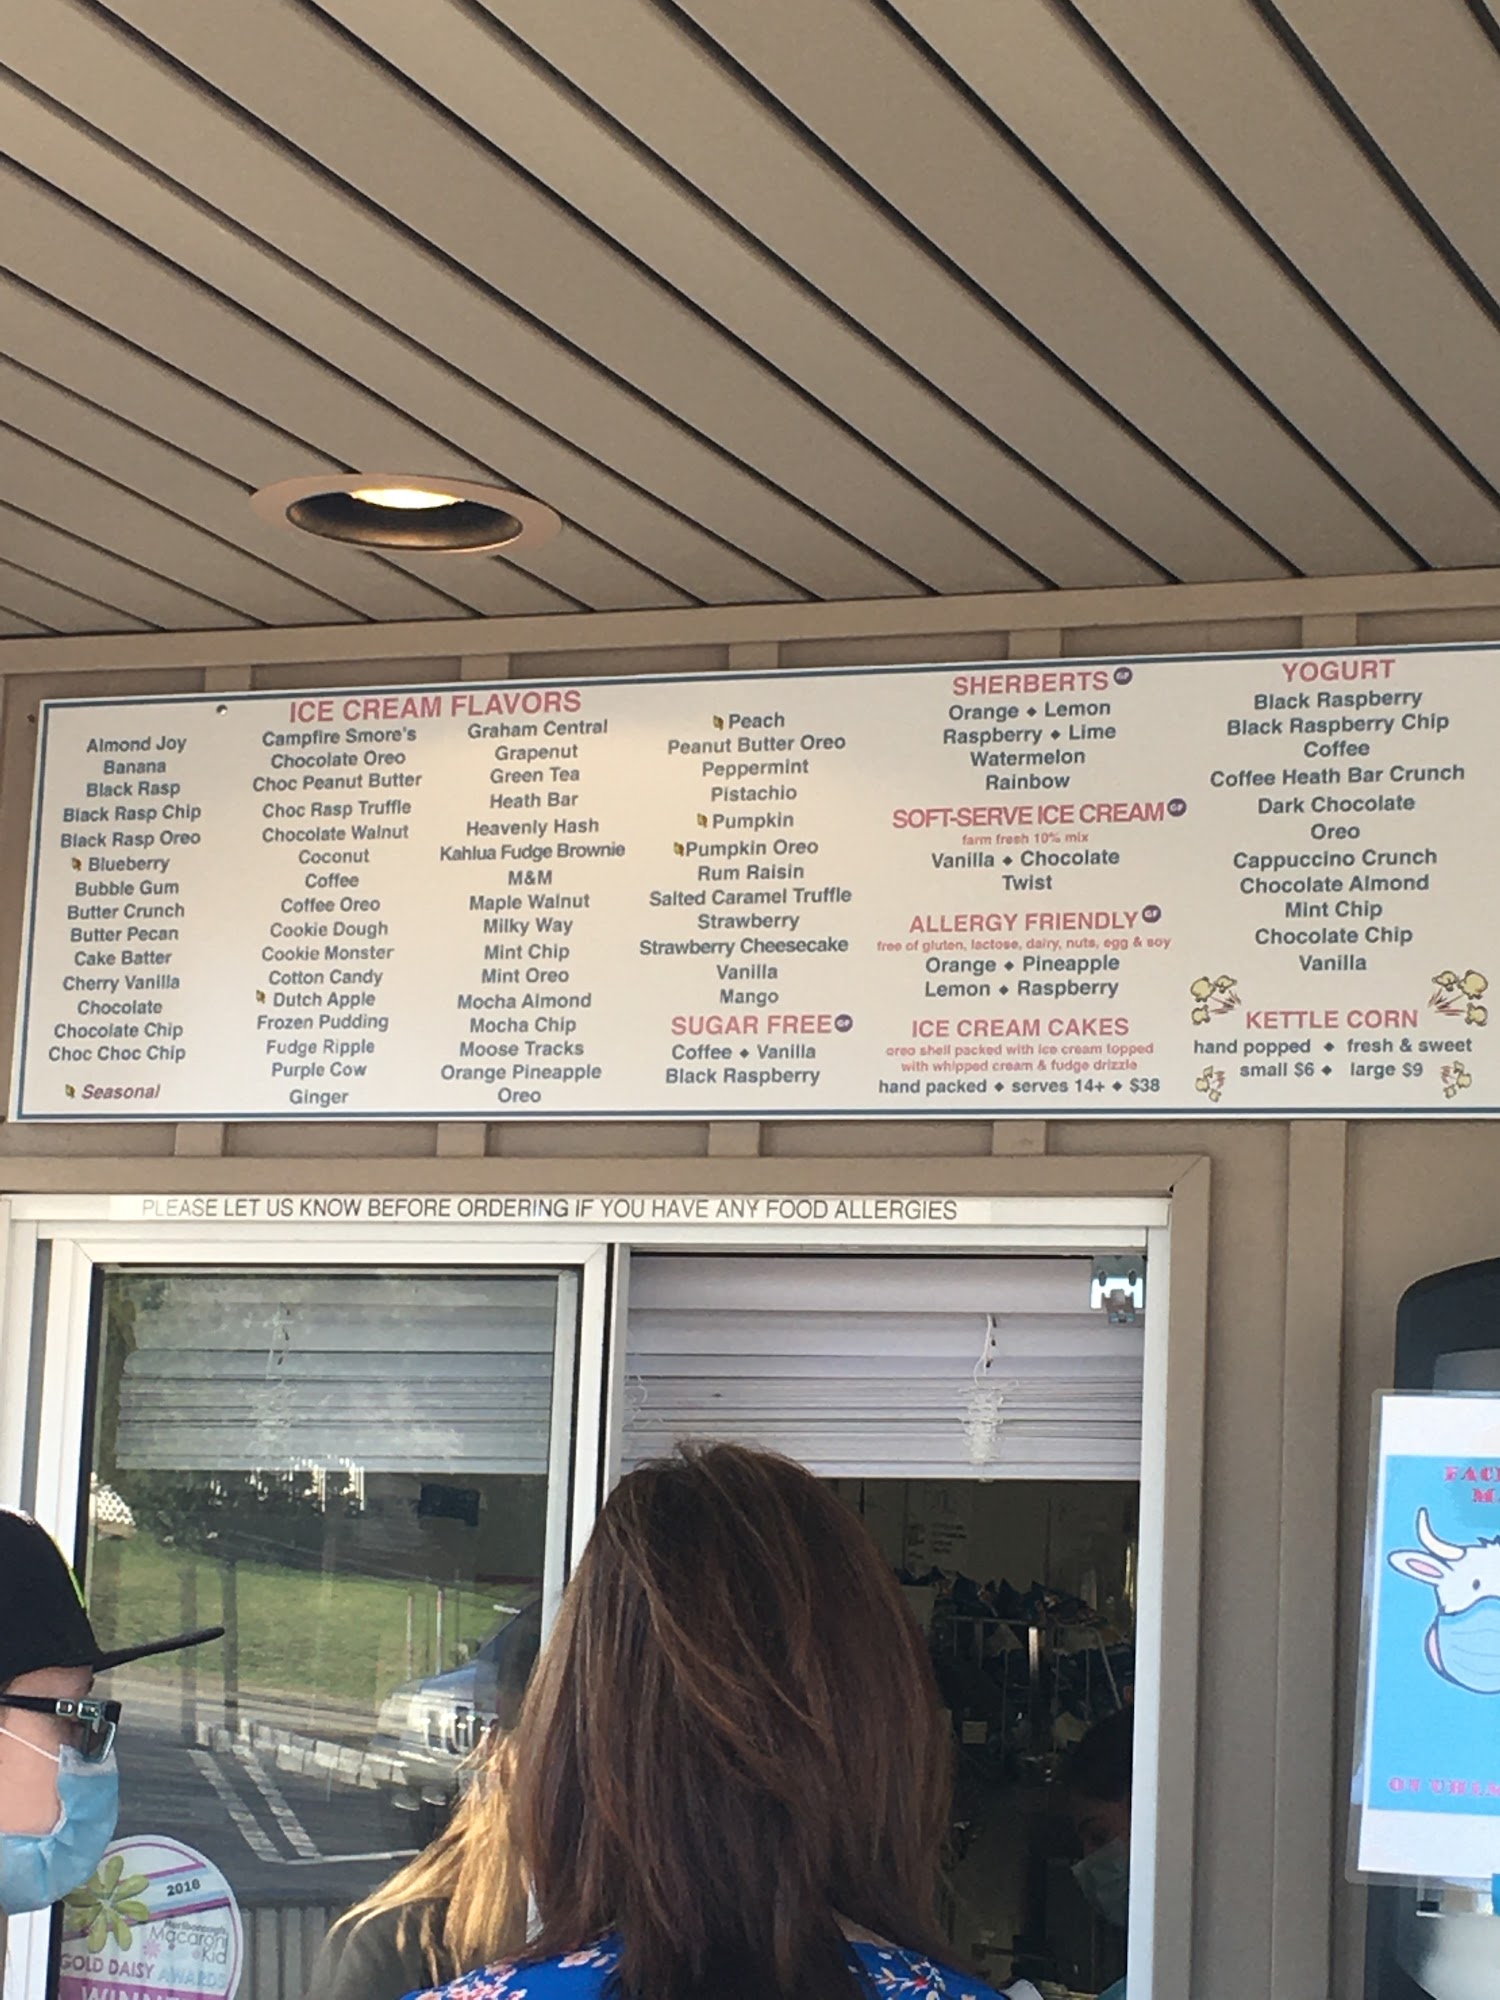 ICE CREAM FLAVORS
Almond Joy
Banana
Black Rasp
Black Rasp Chip
Black Rasp Oreo
Blueberry
Bubble Gum
Butter Crunch
Butter Pecan
Cake Batter
Cherry Vanilla
Chocolate
Chocolate Chip
Choc Choc Chip
Seasonal
Campfire Smore's
Chocolate Oreo
Choc Peanut Butter
Choc Rasp Truffle
Chocolate Walnut
Coconut
Coffee
Coffee Oreo
Cookie Dough
Cookie Monster
Cotton Candy
Dutch Apple
Frozen Pudding
Fudge Ripple
Purple Cow
Ginger
Graham Central
Grapenut
Green Tea
Heath Bar
Heavenly Hash
Kahlua Fudge Brownie
M&M
Maple Walnut
Milky Way
Mint Chip
Mint Oreo
Mocha Almond
Mocha Chip
Moose Tracks
Orange Pineapple
Oreo
Peach
Peanut Butter Oreo
Peppermint
Pistachio
Pumpkin
Pumpkin Oreo
Rum Raisin
Salted Caramel Truffle
Strawberry
Strawberry Cheesecake
Vanilla
Mango
SUGAR FREE GF
Coffee ♦ Vanilla
Black Raspberry
SHERBERTS GF
Orange ♦ Lemon
Raspberry ♦ Lime
Watermelon
Rainbow
SOFT-SERVE ICE CREAM GF
farm fresh 10% mix
Vanilla ♦ Chocolate
Twist
ALLERGY FRIENDLY GF
free of gluten, lactose, dairy, nuts, egg & soy
Orange ♦ Pineapple
Lemon ♦ Raspberry
ICE CREAM CAKES
oreo shell packed with ice cream topped
with whipped cream & fudge drizzle
hand packed ♦ serves 14+ ♦ $38
YOGURT
Black Raspberry
Black Raspberry Chip
Coffee
Coffee Heath Bar Crunch
Dark Chocolate
Oreo
Cappuccino Crunch
Chocolate Almond
Mint Chip
Chocolate Chip
Vanilla
KETTLE CORN
hand popped ♦ fresh & sweet
small $6 ♦ large $9
PLEASE LET US KNOW BEFORE ORDERING IF YOU HAVE ANY FOOD ALLERGIES
2018
Macaroni
Kid
GOLD DAISY AWARDS